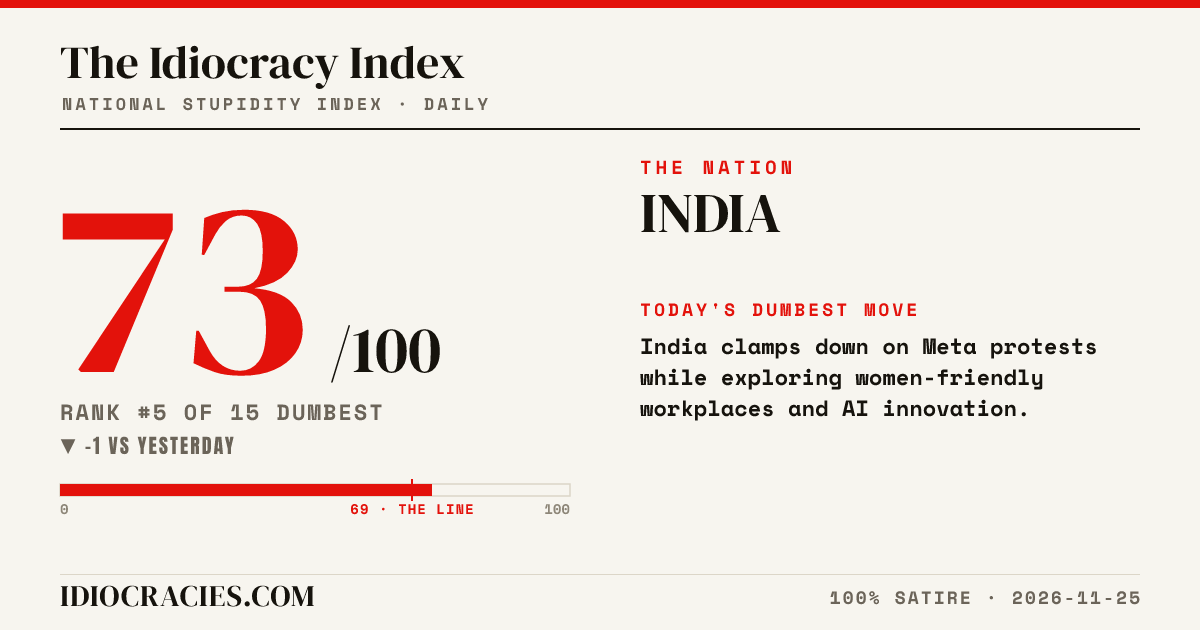 The Idiocracy Index
NATIONAL STUPIDITY INDEX · DAILY
73 /100
RANK #5 OF 15 DUMBEST
▼ -1 VS YESTERDAY
0
69 · THE LINE
100
THE NATION
INDIA
TODAY'S DUMBEST MOVE
India clamps down on Meta protests
while exploring women-friendly
workplaces and AI innovation.
IDIOCRACIES.COM
100% SATIRE · 2026-11-25